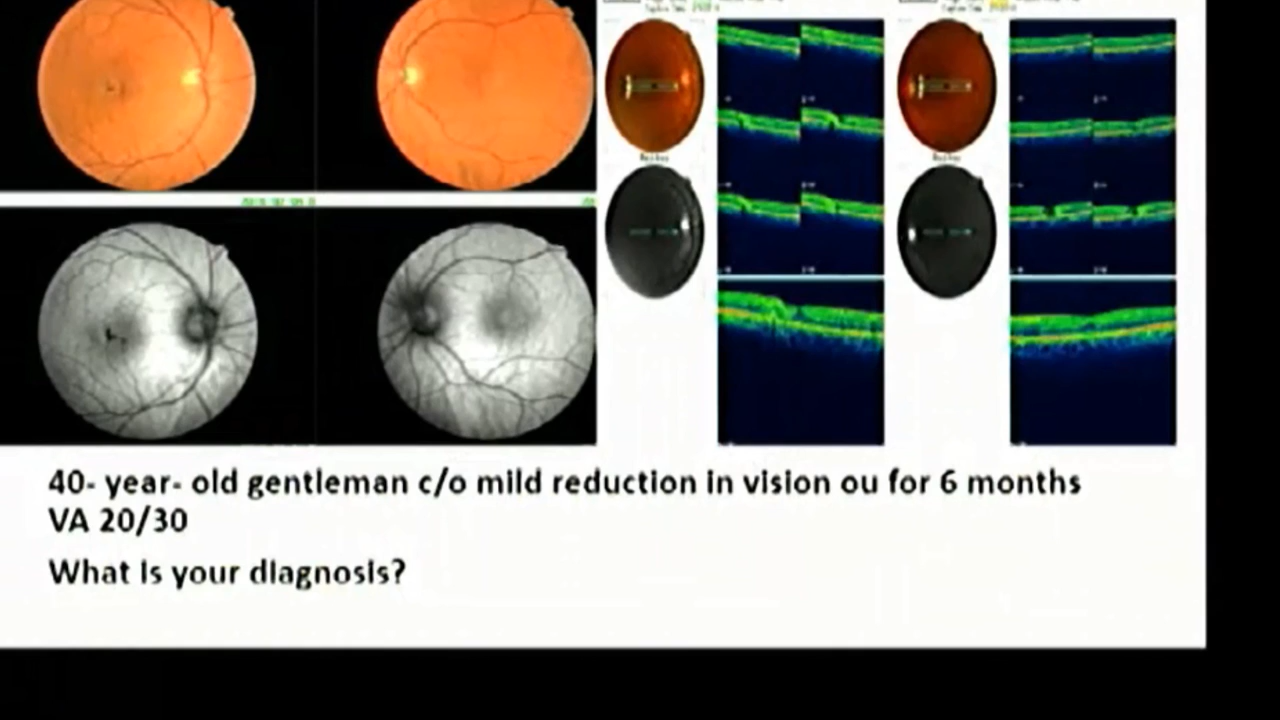 40- year- old gentleman c/o mild reduction in vision ou for 6 months
VA 20/30
What is your diagnosis?